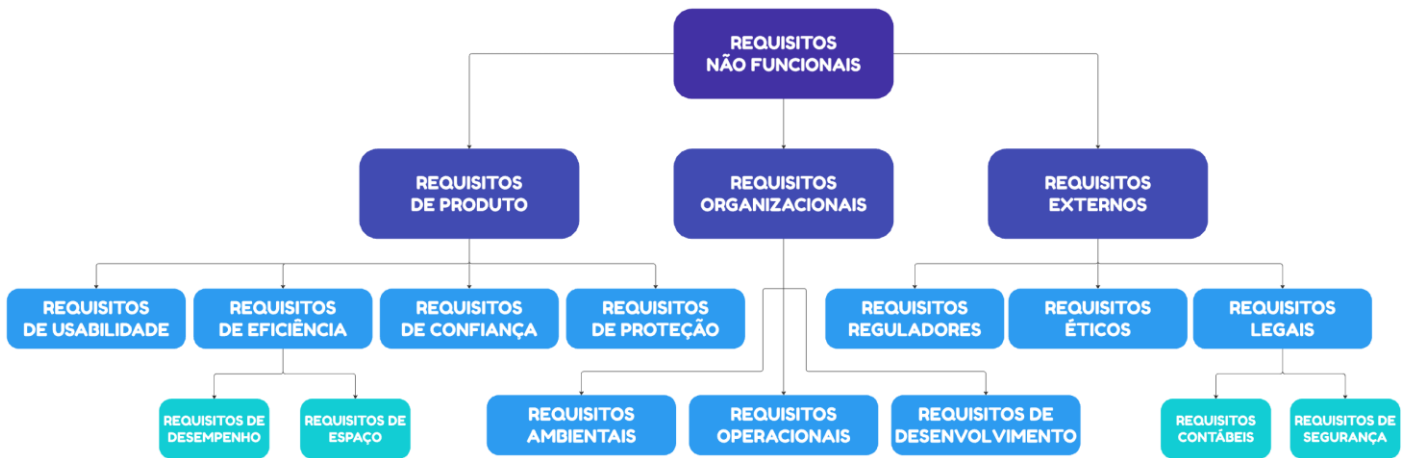 REQUISITOS
NÃO FUNCIONAIS
REQUISITOS
DE PRODUTO
REQUISITOS
ORGANIZACIONAIS
REQUISITOS
EXTERNOS
REQUISITOS
DE USABILIDADE
REQUISITOS
DE EFICIÊNCIA
REQUISITOS
DE CONFIANÇA
REQUISITOS
DE PROTEÇÃO
REQUISITOS
REGULADORES
REQUISITOS
ÉTICOS
REQUISITOS
LEGAIS
REQUISITOS DE
DESEMPENHO
REQUISITOS DE
ESPAÇO
REQUISITOS
AMBIENTAIS
REQUISITOS
OPERACIONAIS
REQUISITOS DE
DESENVOLVIMENTO
REQUISITOS
CONTÁBEIS
REQUISITOS DE
SEGURANÇA